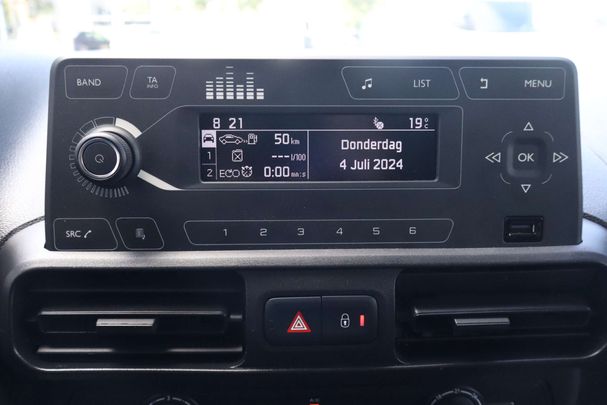 BAND
TA
INFO
LIST
MENU
8 21
19°C
50 km
1
---l/100
2
ECO 0:00 mn:s
Donderdag
4 Juli 2024
OK
SRC
1 2 3 4 5 6